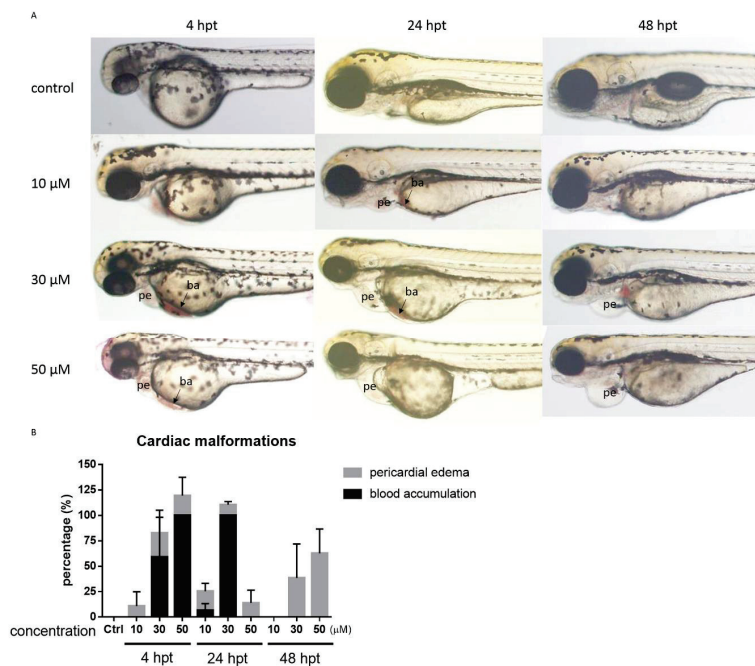 A
4 hpt 24 hpt 48 hpt
control
10 µM
pe ba
30 µM
pe ba
pe ba
pe
50 µM
pe ba
pe
pe
B
Cardiac malformations
percentage (%)
150
125
100
75
50
25
0
pericardial edema
blood accumulation
concentration Ctrl 10 30 50 10 30 50 10 30 50 (µM)
4 hpt 24 hpt 48 hpt